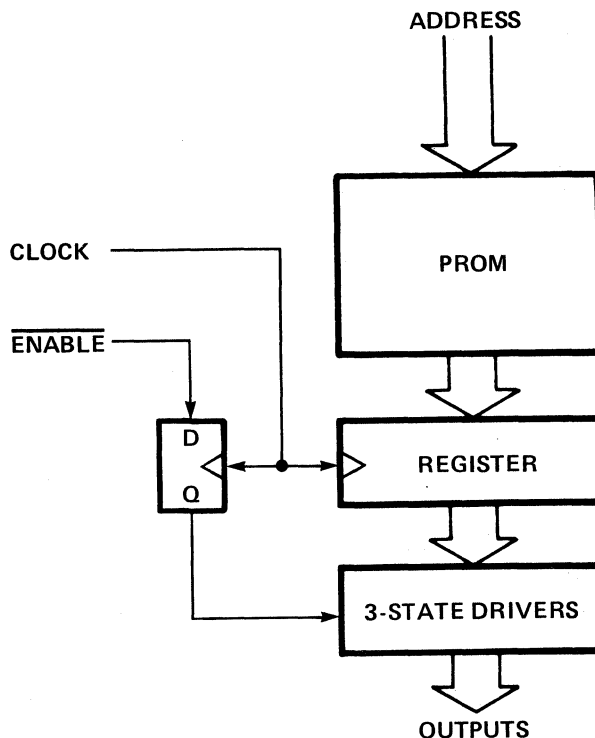 ADDRESS
PROM
CLOCK
ENABLE
D
Q
REGISTER
3-STATE DRIVERS
OUTPUTS